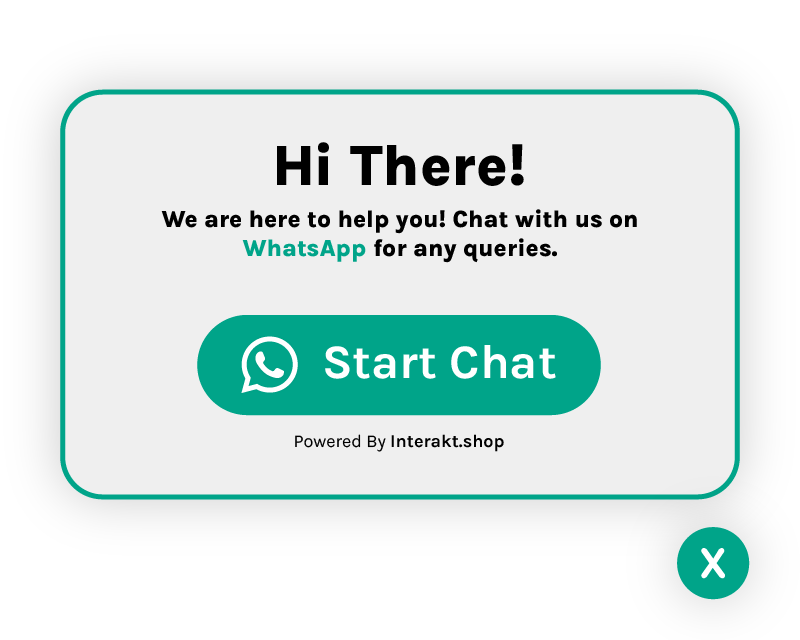 Hi There!
We are here to help you! Chat with us on
WhatsApp for any queries.
Start Chat
Powered By Interakt.shop
X